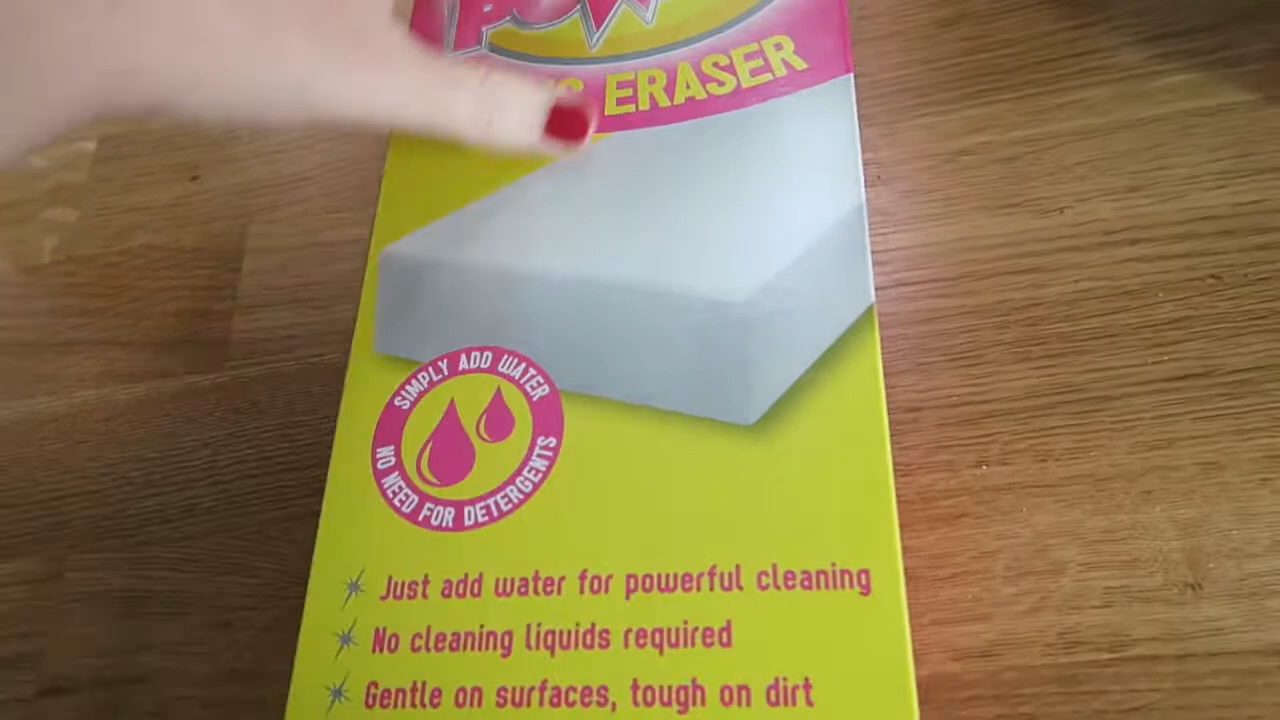 ERASER
SIMPLY ADD WATER
NO NEED FOR DETERGENTS
Just add water for powerful cleaning
No cleaning liquids required
Gentle on surfaces, tough on dirt